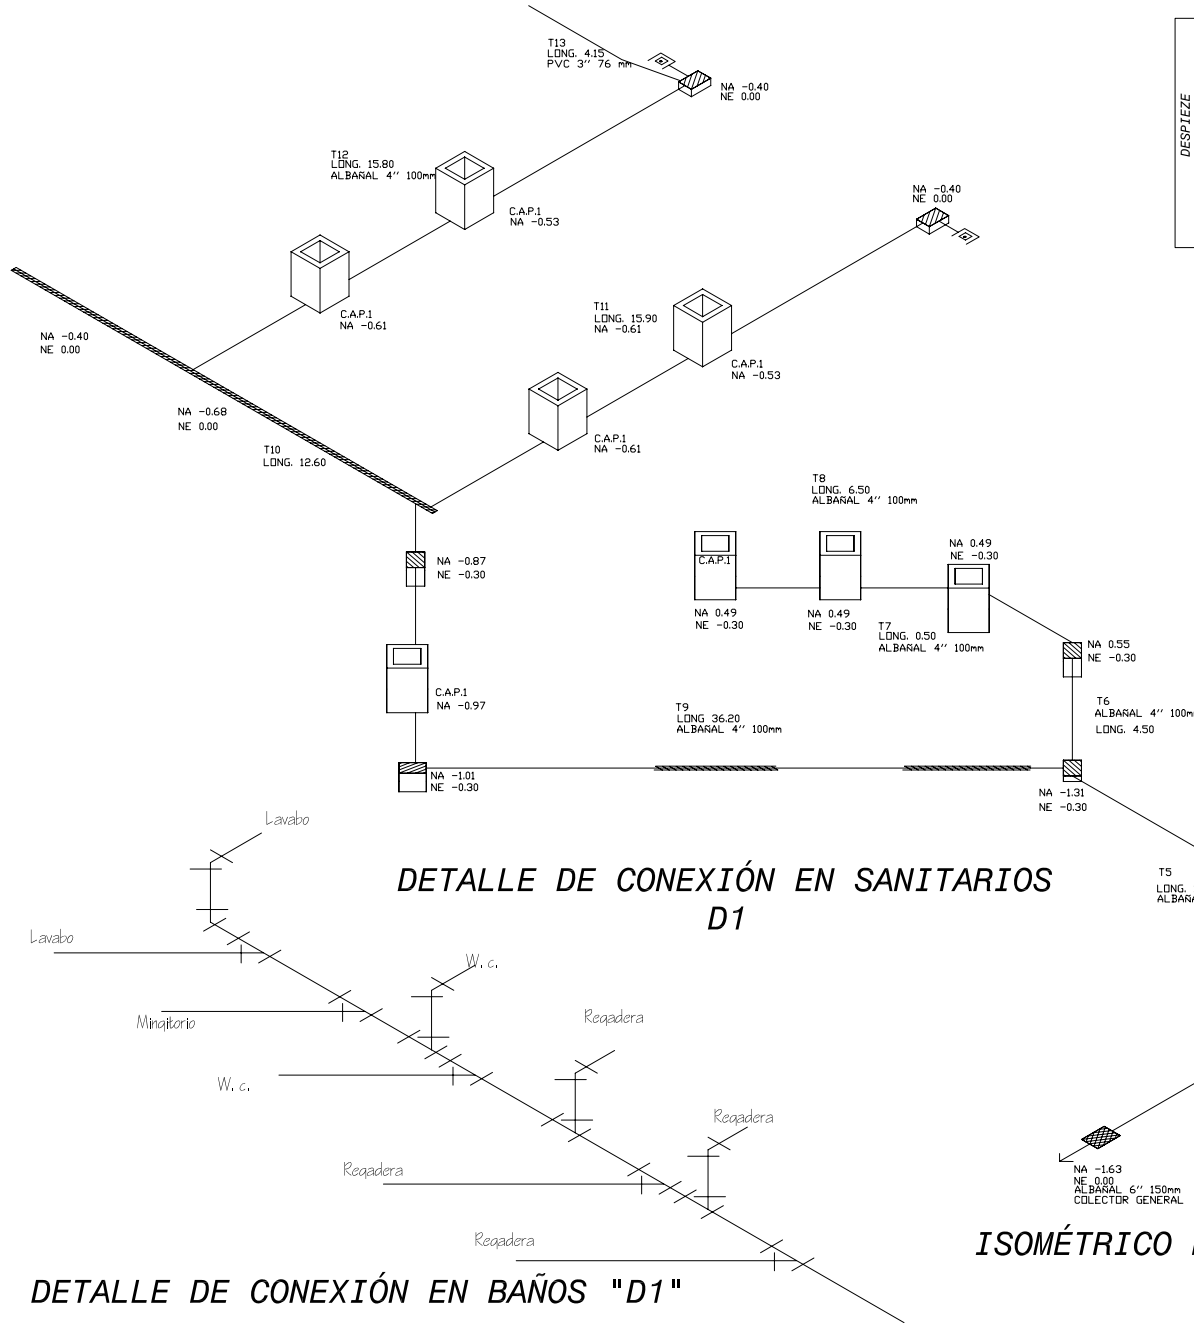 T13
LONG. 4.15
PVC 3'' 76 mm
NA -0.40
NE 0.00
DESPIEZE
T12
LONG. 15.80
ALBAÑAL 4'' 100mm
C.A.P.1
NA -0.53
NA -0.40
NE 0.00
C.A.P.1
NA -0.61
T11
LONG. 15.90
NA -0.61
NA -0.40
NE 0.00
C.A.P.1
NA -0.53
NA -0.68
NE 0.00
C.A.P.1
NA -0.61
T10
LONG. 12.60
T8
LONG. 6.50
ALBAÑAL 4'' 100mm
NA -0.87
NE -0.30
C.A.P.1
NA 0.49
NE -0.30
NA 0.49
NE -0.30
NA 0.49
NE -0.30
T7
LONG. 0.50
ALBAÑAL 4'' 100mm
NA 0.55
NE -0.30
C.A.P.1
NA -0.97
T9
LONG 36.20
ALBAÑAL 4'' 100mm
T6
ALBAÑAL 4'' 100m
LONG. 4.50
NA -1.01
NE -0.30
NA -1.31
NE -0.30
Lavabo
DETALLE DE CONEXIÓN EN SANITARIOS
D1
T5
LONG.
ALBAÑ
Lavabo
W. c.
Mingitorio
Regadera
W. c.
Regadera
Regadera
NA -1.63
NE 0.00
ALBAÑAL 6'' 150mm
COLECTOR GENERAL
Regadera
ISOMÉTRICO
DETALLE DE CONEXIÓN EN BAÑOS "D1"